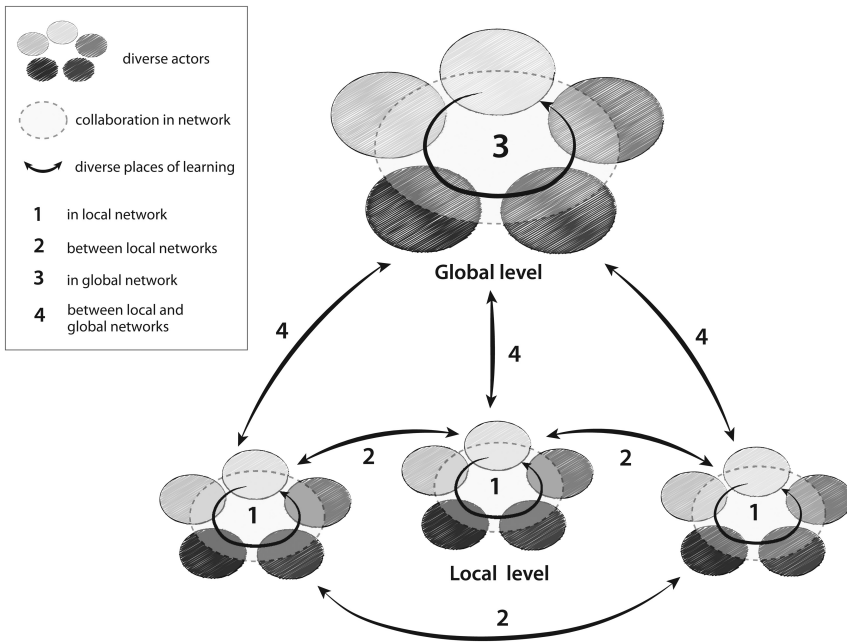 diverse actors
collaboration in network
diverse places of learning
1 in local network
2 between local networks
3 in global network
4 between local and
global networks
3
Global level
4
4
4
2
2
1
1
1
Local level
2